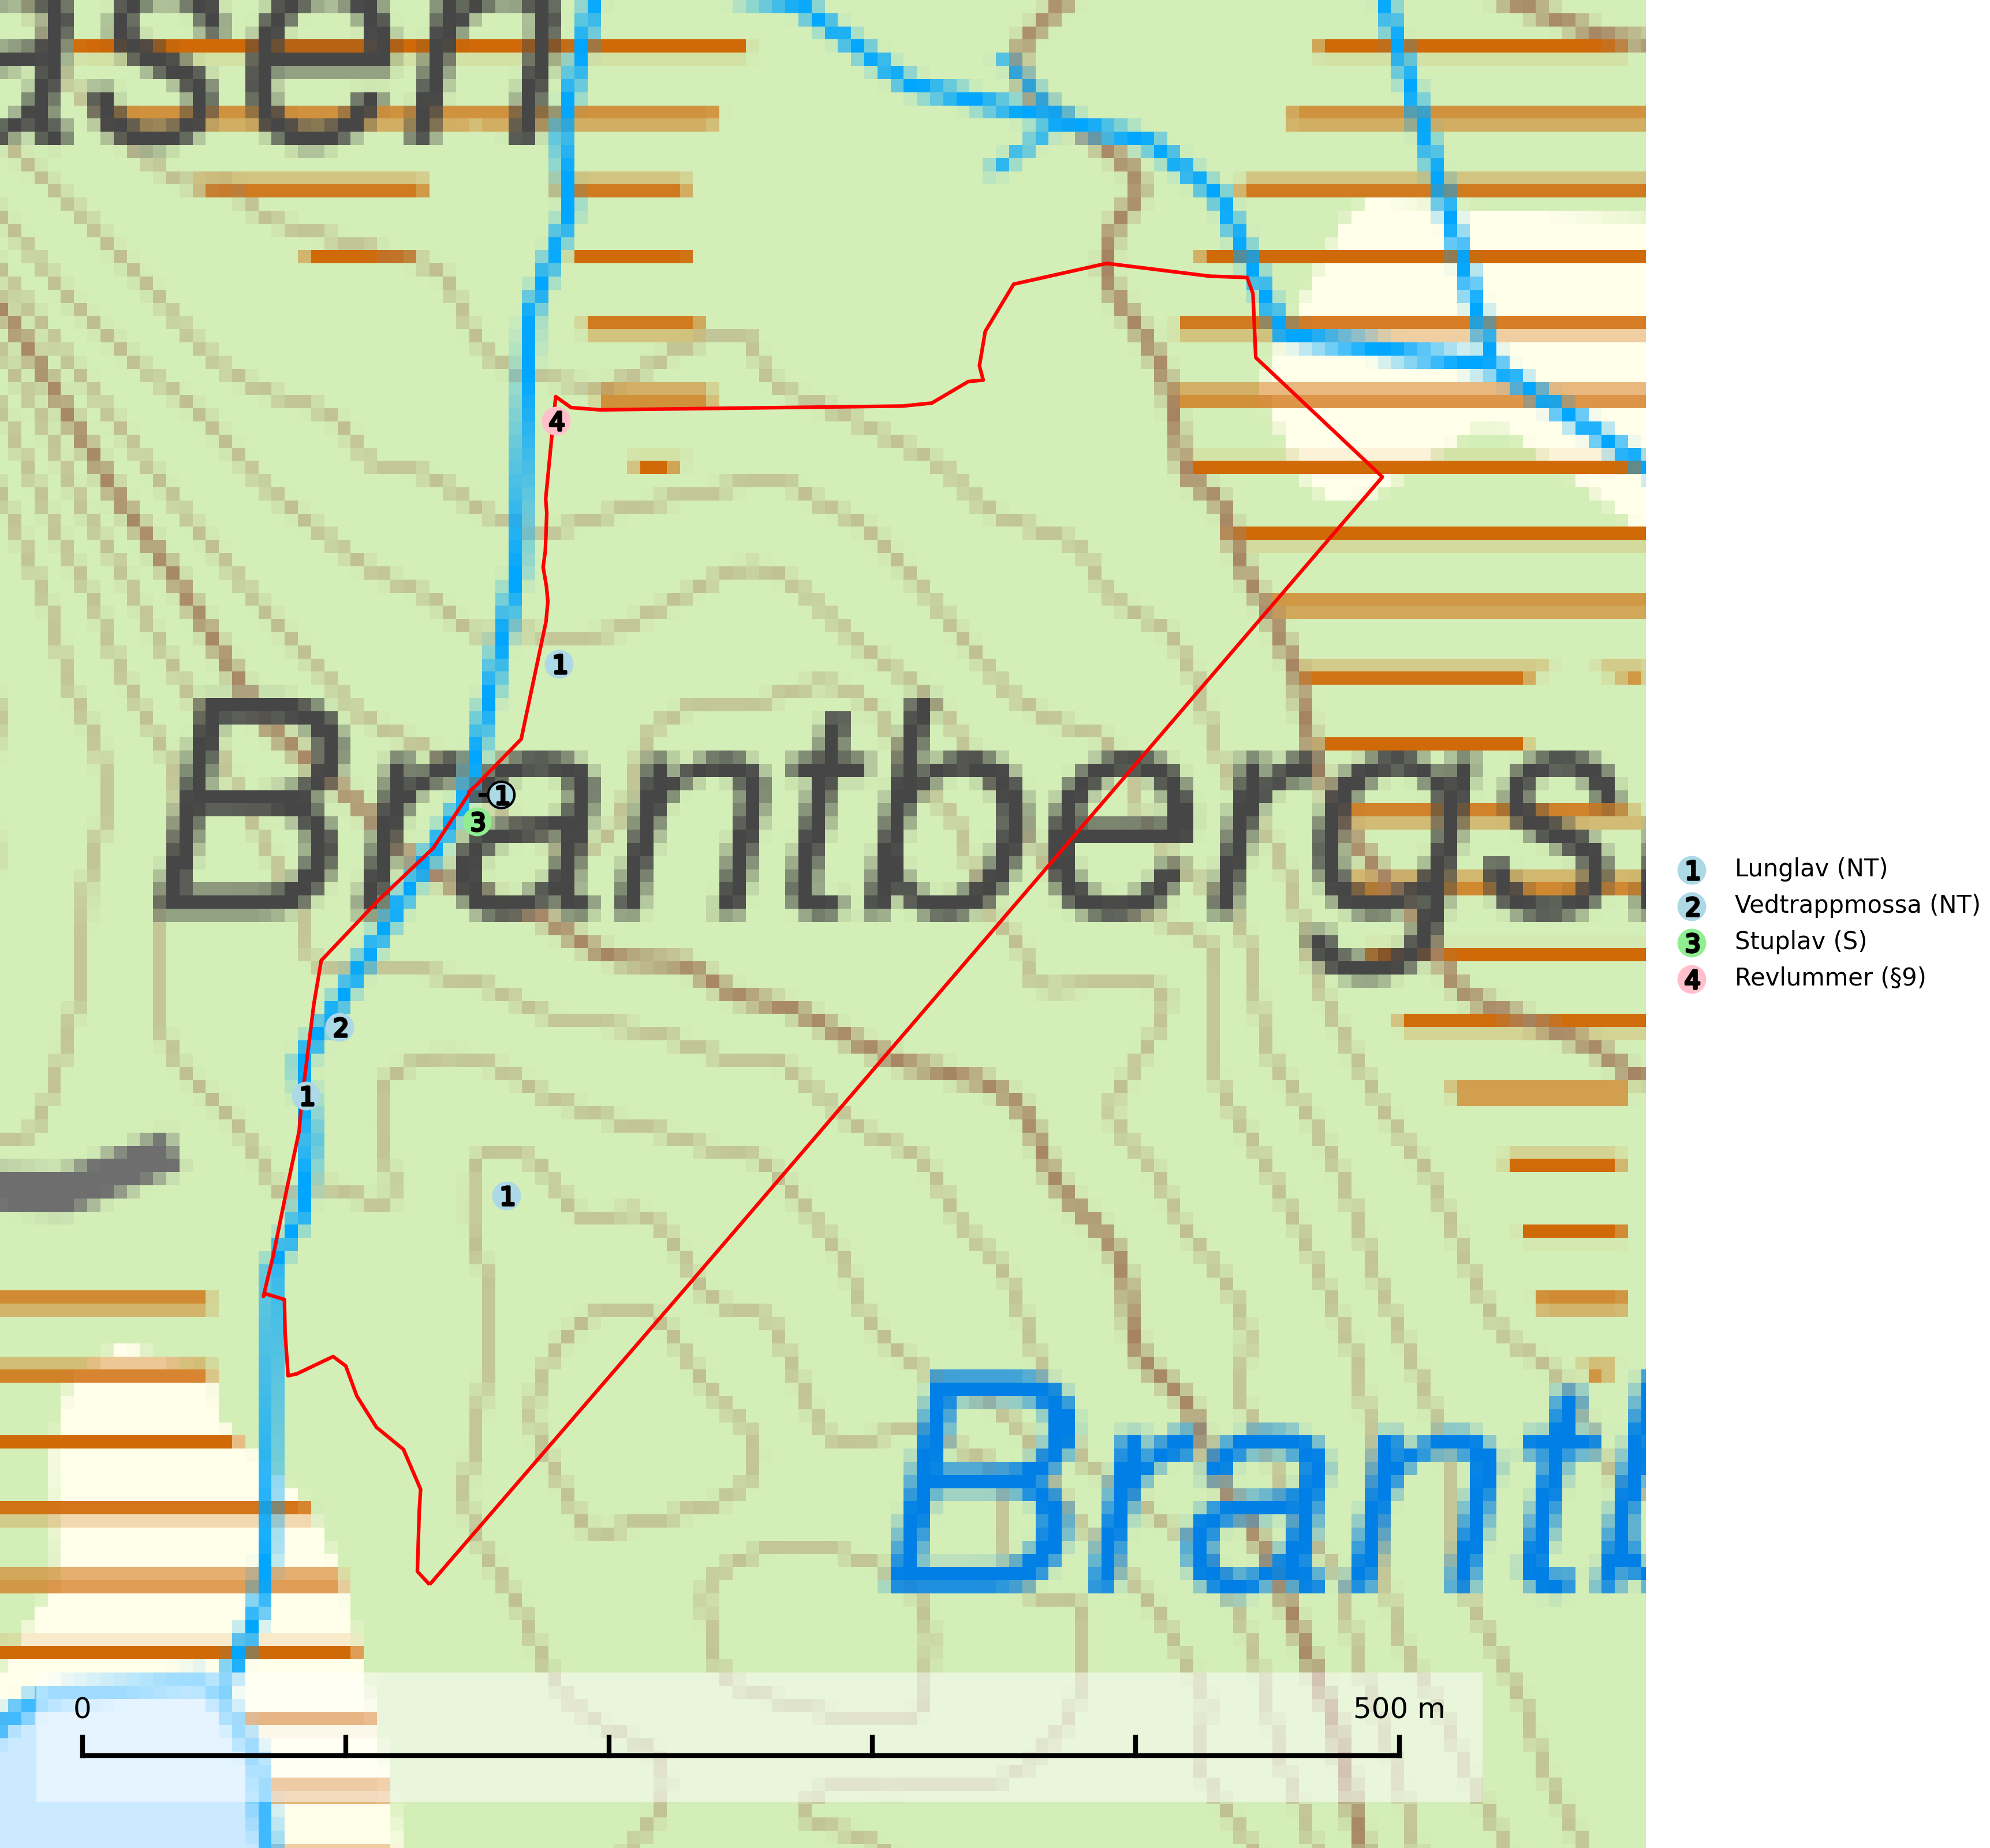 asen
4
1
Brantbergs
1
3
2
1
1
Brantb
0 500 m
1 Lunglav (NT)
2 Vedtrappmossa (NT)
3 Stuplav (S)
4 Revlummer (§9)